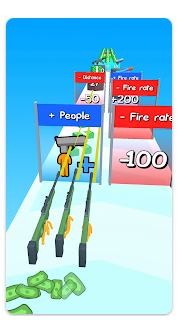 - Distance
- Fire rate
-50
+200
+ People
- Fire rate
+
-100